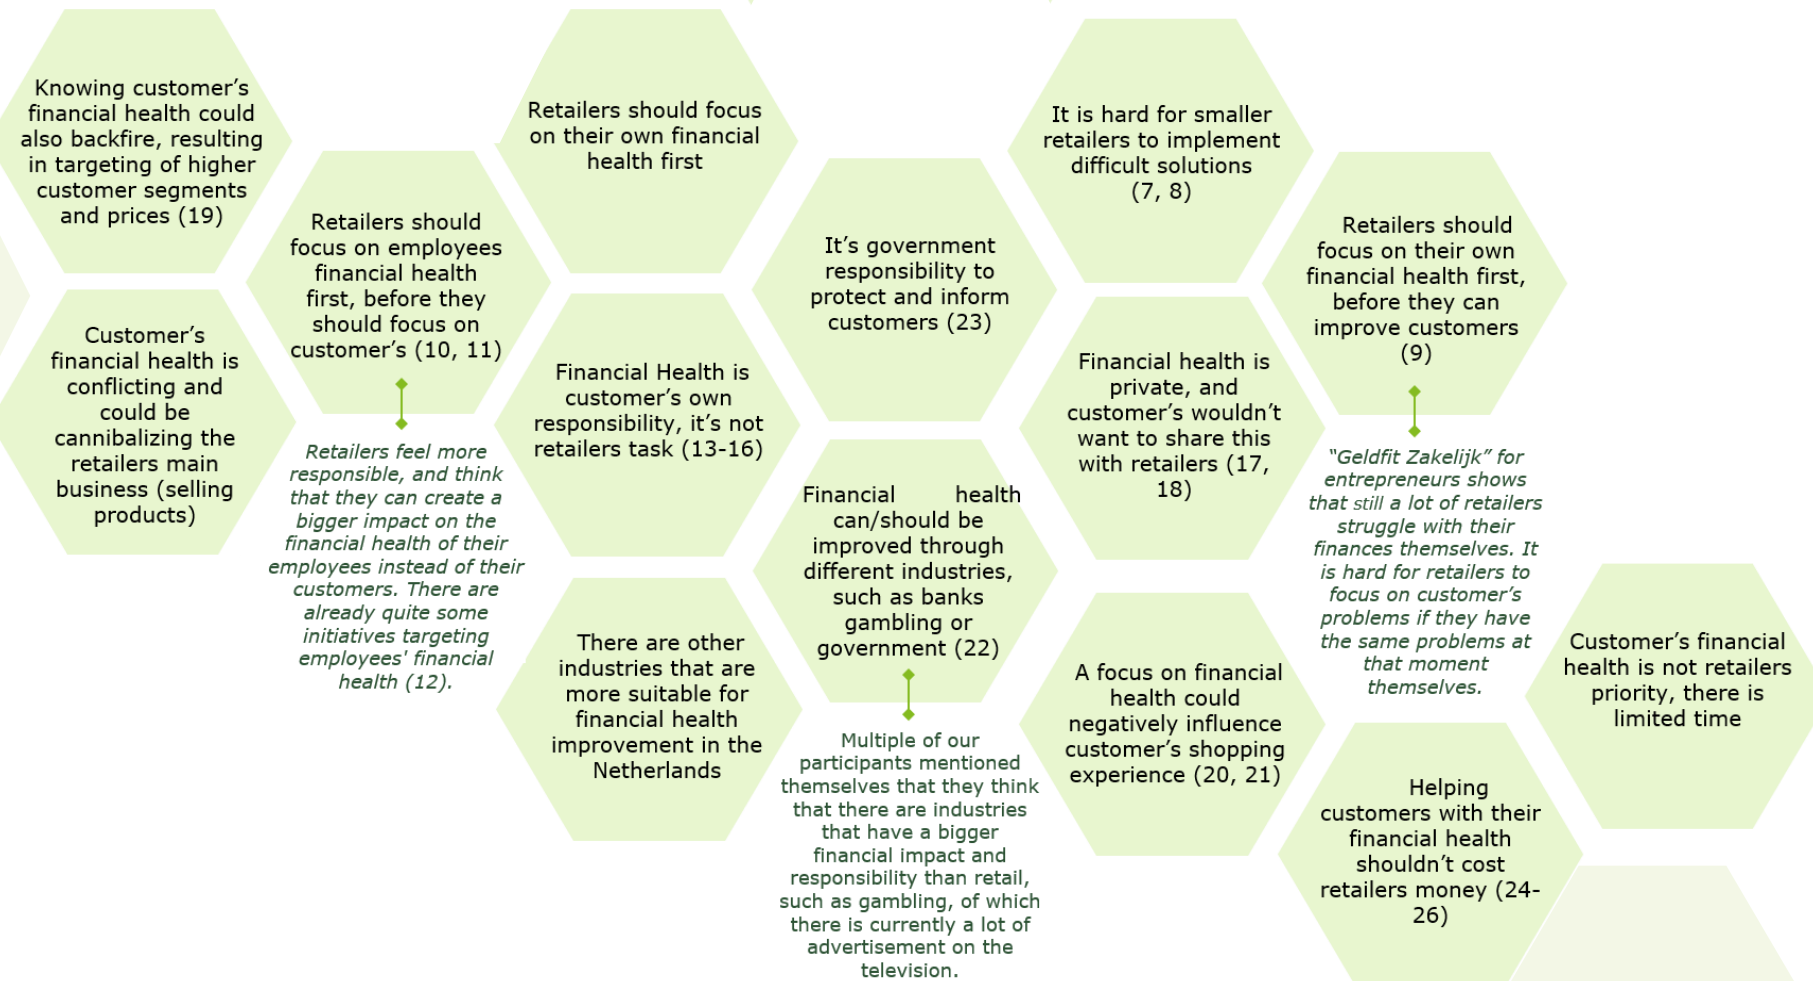 Knowing customer’s
financial health could
also backfire, resulting
in targeting of higher
customer segments
and prices (19)
Customer’s
financial health is
conflicting and
could be
cannibalizing the
retailers main
business (selling
products)
Retailers should
focus on employees
financial health
first, before they
should focus on
customer’s (10, 11)
Retailers feel more
responsible, and think
that they can create a
bigger impact on the
financial health of their
employees instead of their
customers. There are
already quite some
initiatives targeting
employees' financial
health (12).
Retailers should focus
on their own financial
health first
Financial Health is
customer’s own
responsibility, it’s not
retailers task (13-16)
There are other
industries that are
more suitable for
financial health
improvement in the
Netherlands
It’s government
responsibility to
protect and inform
customers (23)
Financial health
can/should be
improved through
different industries,
such as banks
gambling or
government (22)
Multiple of our
participants mentioned
themselves that they think
that there are industries
that have a bigger
financial impact and
responsibility than retail,
such as gambling, of which
there is currently a lot of
advertisement on the
television.
It is hard for smaller
retailers to implement
difficult solutions
(7, 8)
Financial health is
private, and
customer’s wouldn’t
want to share this
with retailers (17,
18)
A focus on financial
health could
negatively influence
customer’s shopping
experience (20, 21)
Retailers should
focus on their own
financial health first,
before they can
improve customers
(9)
“Geldfit Zakelijk” for
entrepreneurs shows
that still a lot of retailers
struggle with their
finances themselves. It
is hard for retailers to
focus on customer’s
problems if they have
the same problems at
that moment
themselves.
Helping
customers with their
financial health
shouldn’t cost
retailers money (24-
26)
Customer’s financial
health is not retailers
priority, there is
limited time